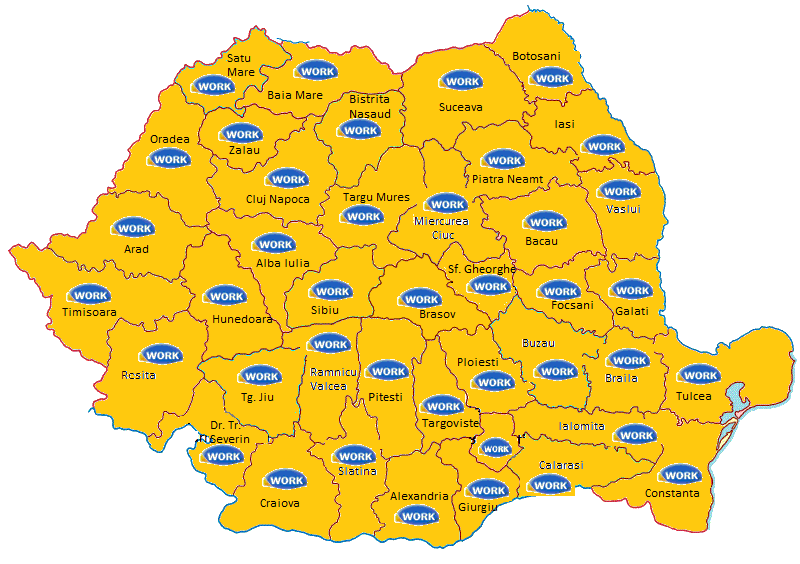 Botosani
WORK
Satu
Mare
WORK
WORK
Baia Mare
WORK
Suceava
Bistrita
Nasaud
WORK
Iasi
WORK
Oradea
WORK
WORK
Zalau
WORK
Piatra Neamt
WORK
Cluj Napoca
WORK
Vaslui
Targu Mures
WORK
WORK
Miercurea
Ciuc
WORK
Bacau
WORK
Arad
WORK
Alba Iulia
Sf. Gheorghe
WORK
WORK
Timisoara
WORK
Hunedoara
WORK
Sibiu
WORK
Brasov
WORK
Focsani
WORK
Galati
WORK
Resita
WORK
Ramnicu
Valcea
WORK
Tg. Jiu
WORK
Pitesti
Ploiesti
WORK
Buzau
WORK
WORK
Braila
WORK
Tulcea
WORK
Targoviste
Dr. Tr.
Severin
WORK
WORK
Slatina
WORK
Ialomita
WORK
WORK
Craiova
Alexandria
WORK
WORK
Giurgiu
Calarasi
WORK
WORK
Constanta